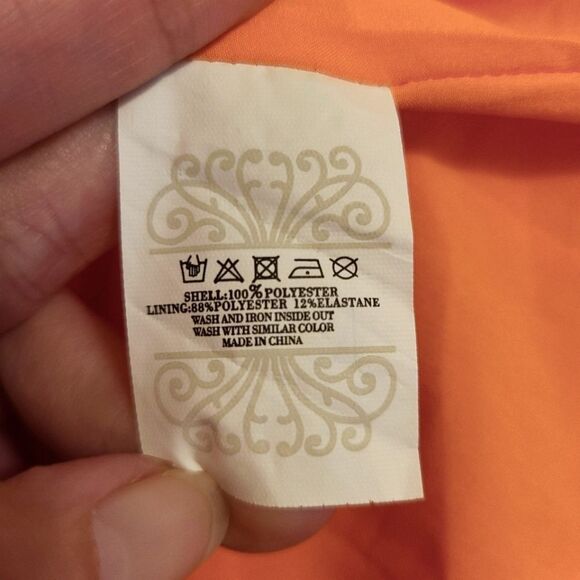 SHELL:100%POLYESTER
LINING:88%POLYESTER 12%ELASTANE
WASH AND IRON INSIDE OUT
WASH WITH SIMILAR COLOR
MADE IN CHINA